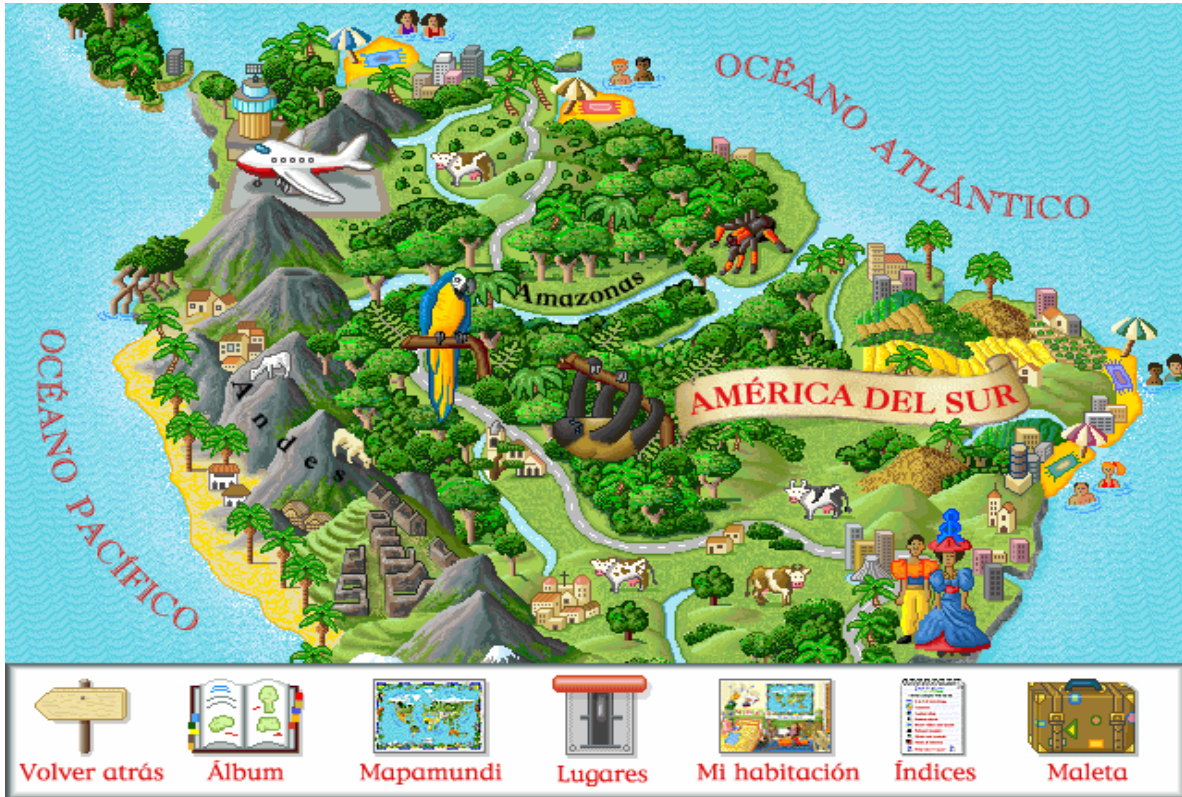 OCÉANO ATLÁNTICO
Amazonas
AMÉRICA DEL SUR
Andes
OCÉANO PACÍFICO
Volver atrás
Álbum
Mapamundi
Lugares
Mi habitación
Índices
Maleta